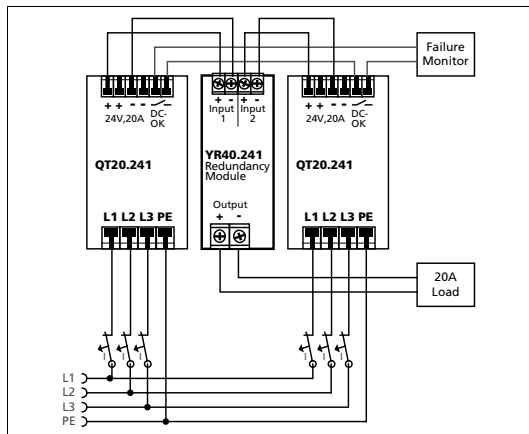 Failure
Monitor
+ + - -
24V,20A
DC-
OK
QT20.241
L1 L2 L3 PE
+ - + -
Input
1
Input
2
YR40.241
Redundancy
Module
Output
+ -
+ + - -
24V,20A
DC-
OK
QT20.241
L1 L2 L3 PE
20A
Load
I
I
I
I
I
I
L1
L2
L3
PE